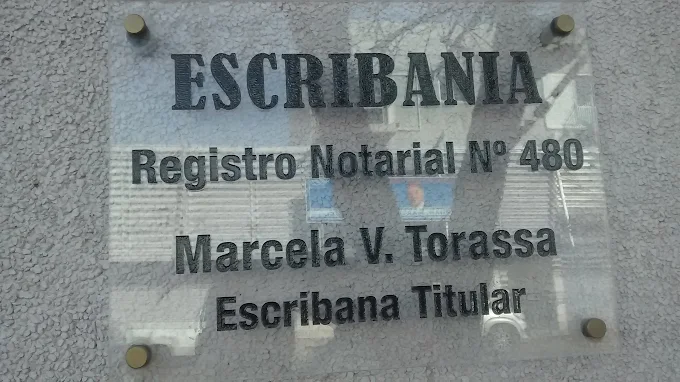 ESCRIBANIA
Registro Notarial Nº 480
Marcela V. Torassa
Escribana Titular